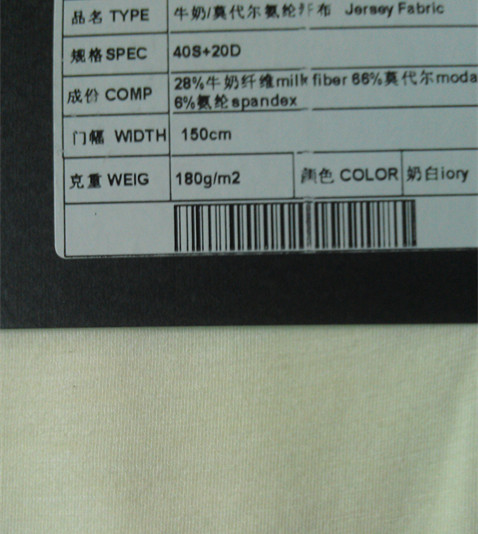 品名 TYPE 牛奶/莫代尔氨纶汗布 Jersey Fabric
规格SPEC 40S+20D
成份 COMP 28%牛奶纤维milk fiber 66%莫代尔moda
6%氨纶spandex
门幅 WIDTH 150cm
克重 WEIG 180g/m2 颜色 COLOR 奶白iory